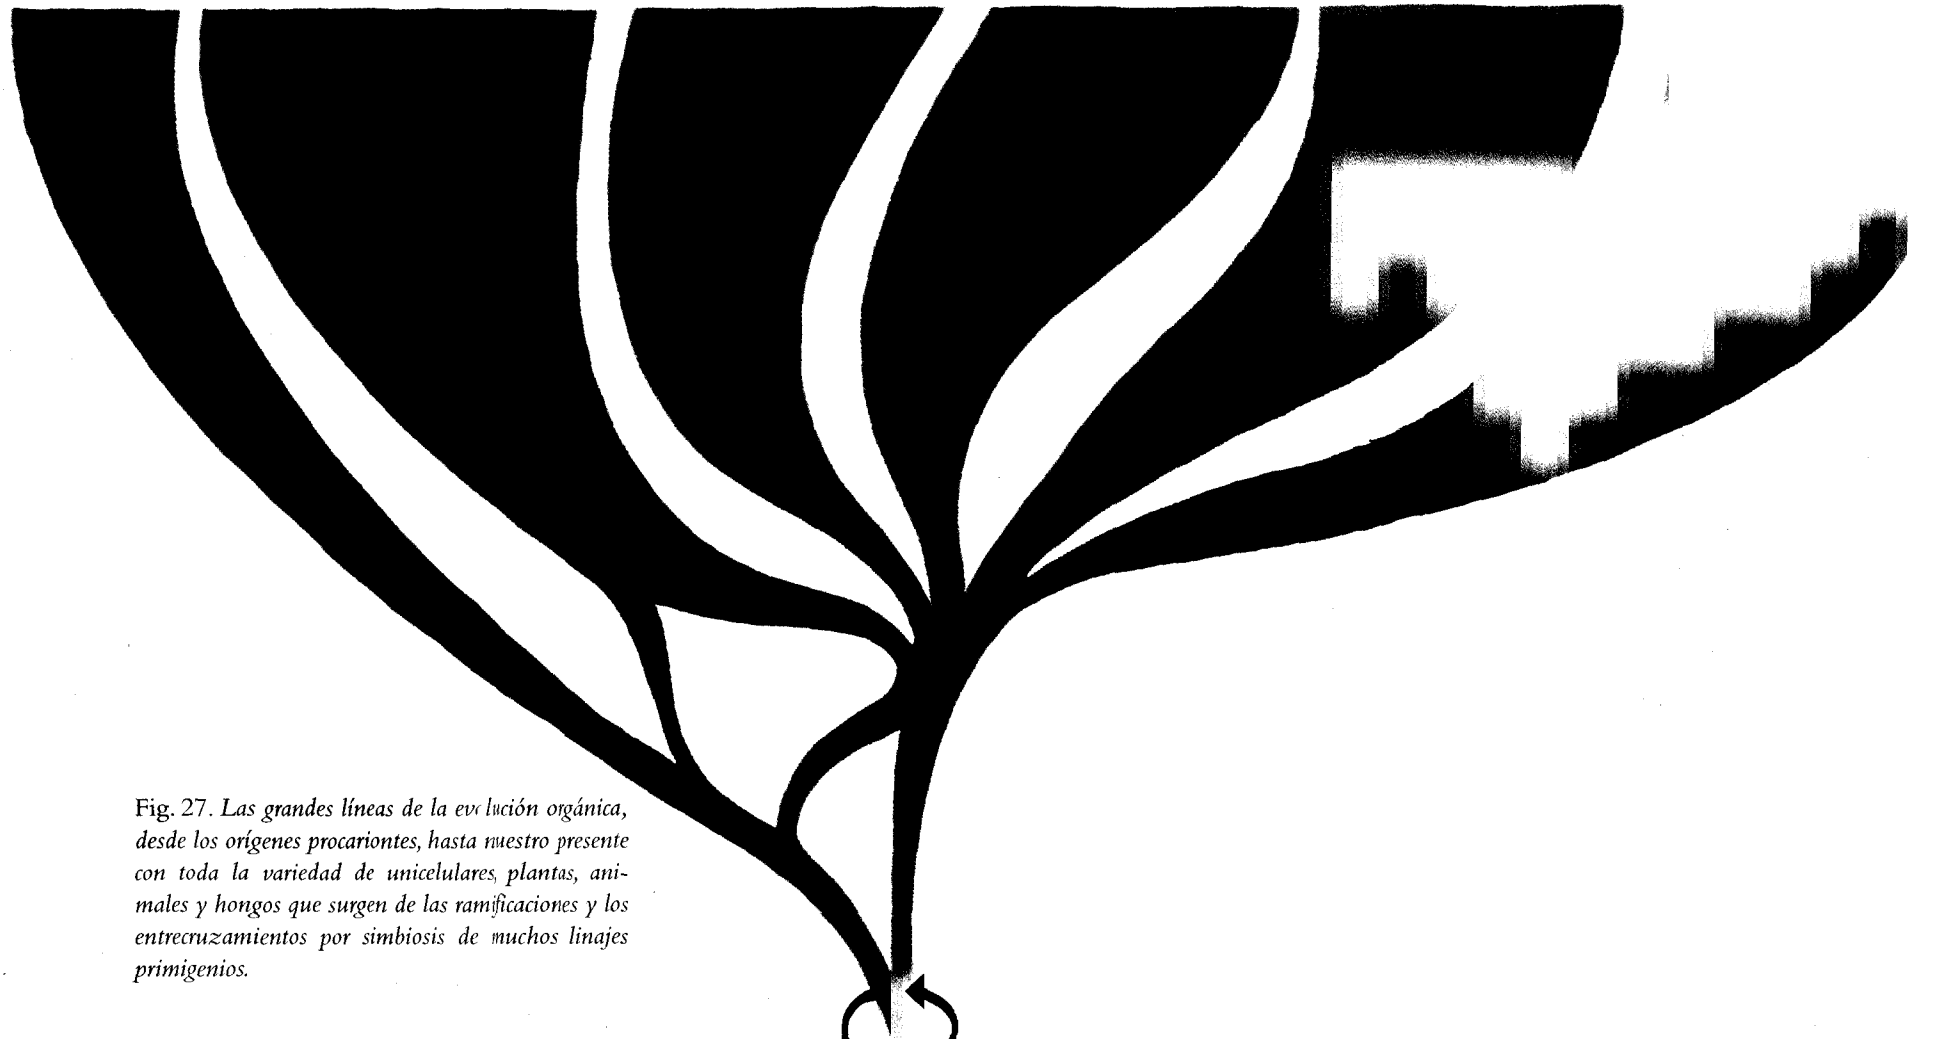 Fig. 27. Las grandes líneas de la evolución orgánica,
desde los orígenes procariontes, hasta nuestro presente
con toda la variedad de unicelulares, plantas, ani-
males y hongos que surgen de las ramificaciones y los
entrecruzamientos por simbiosis de muchos linajes
primigenios.